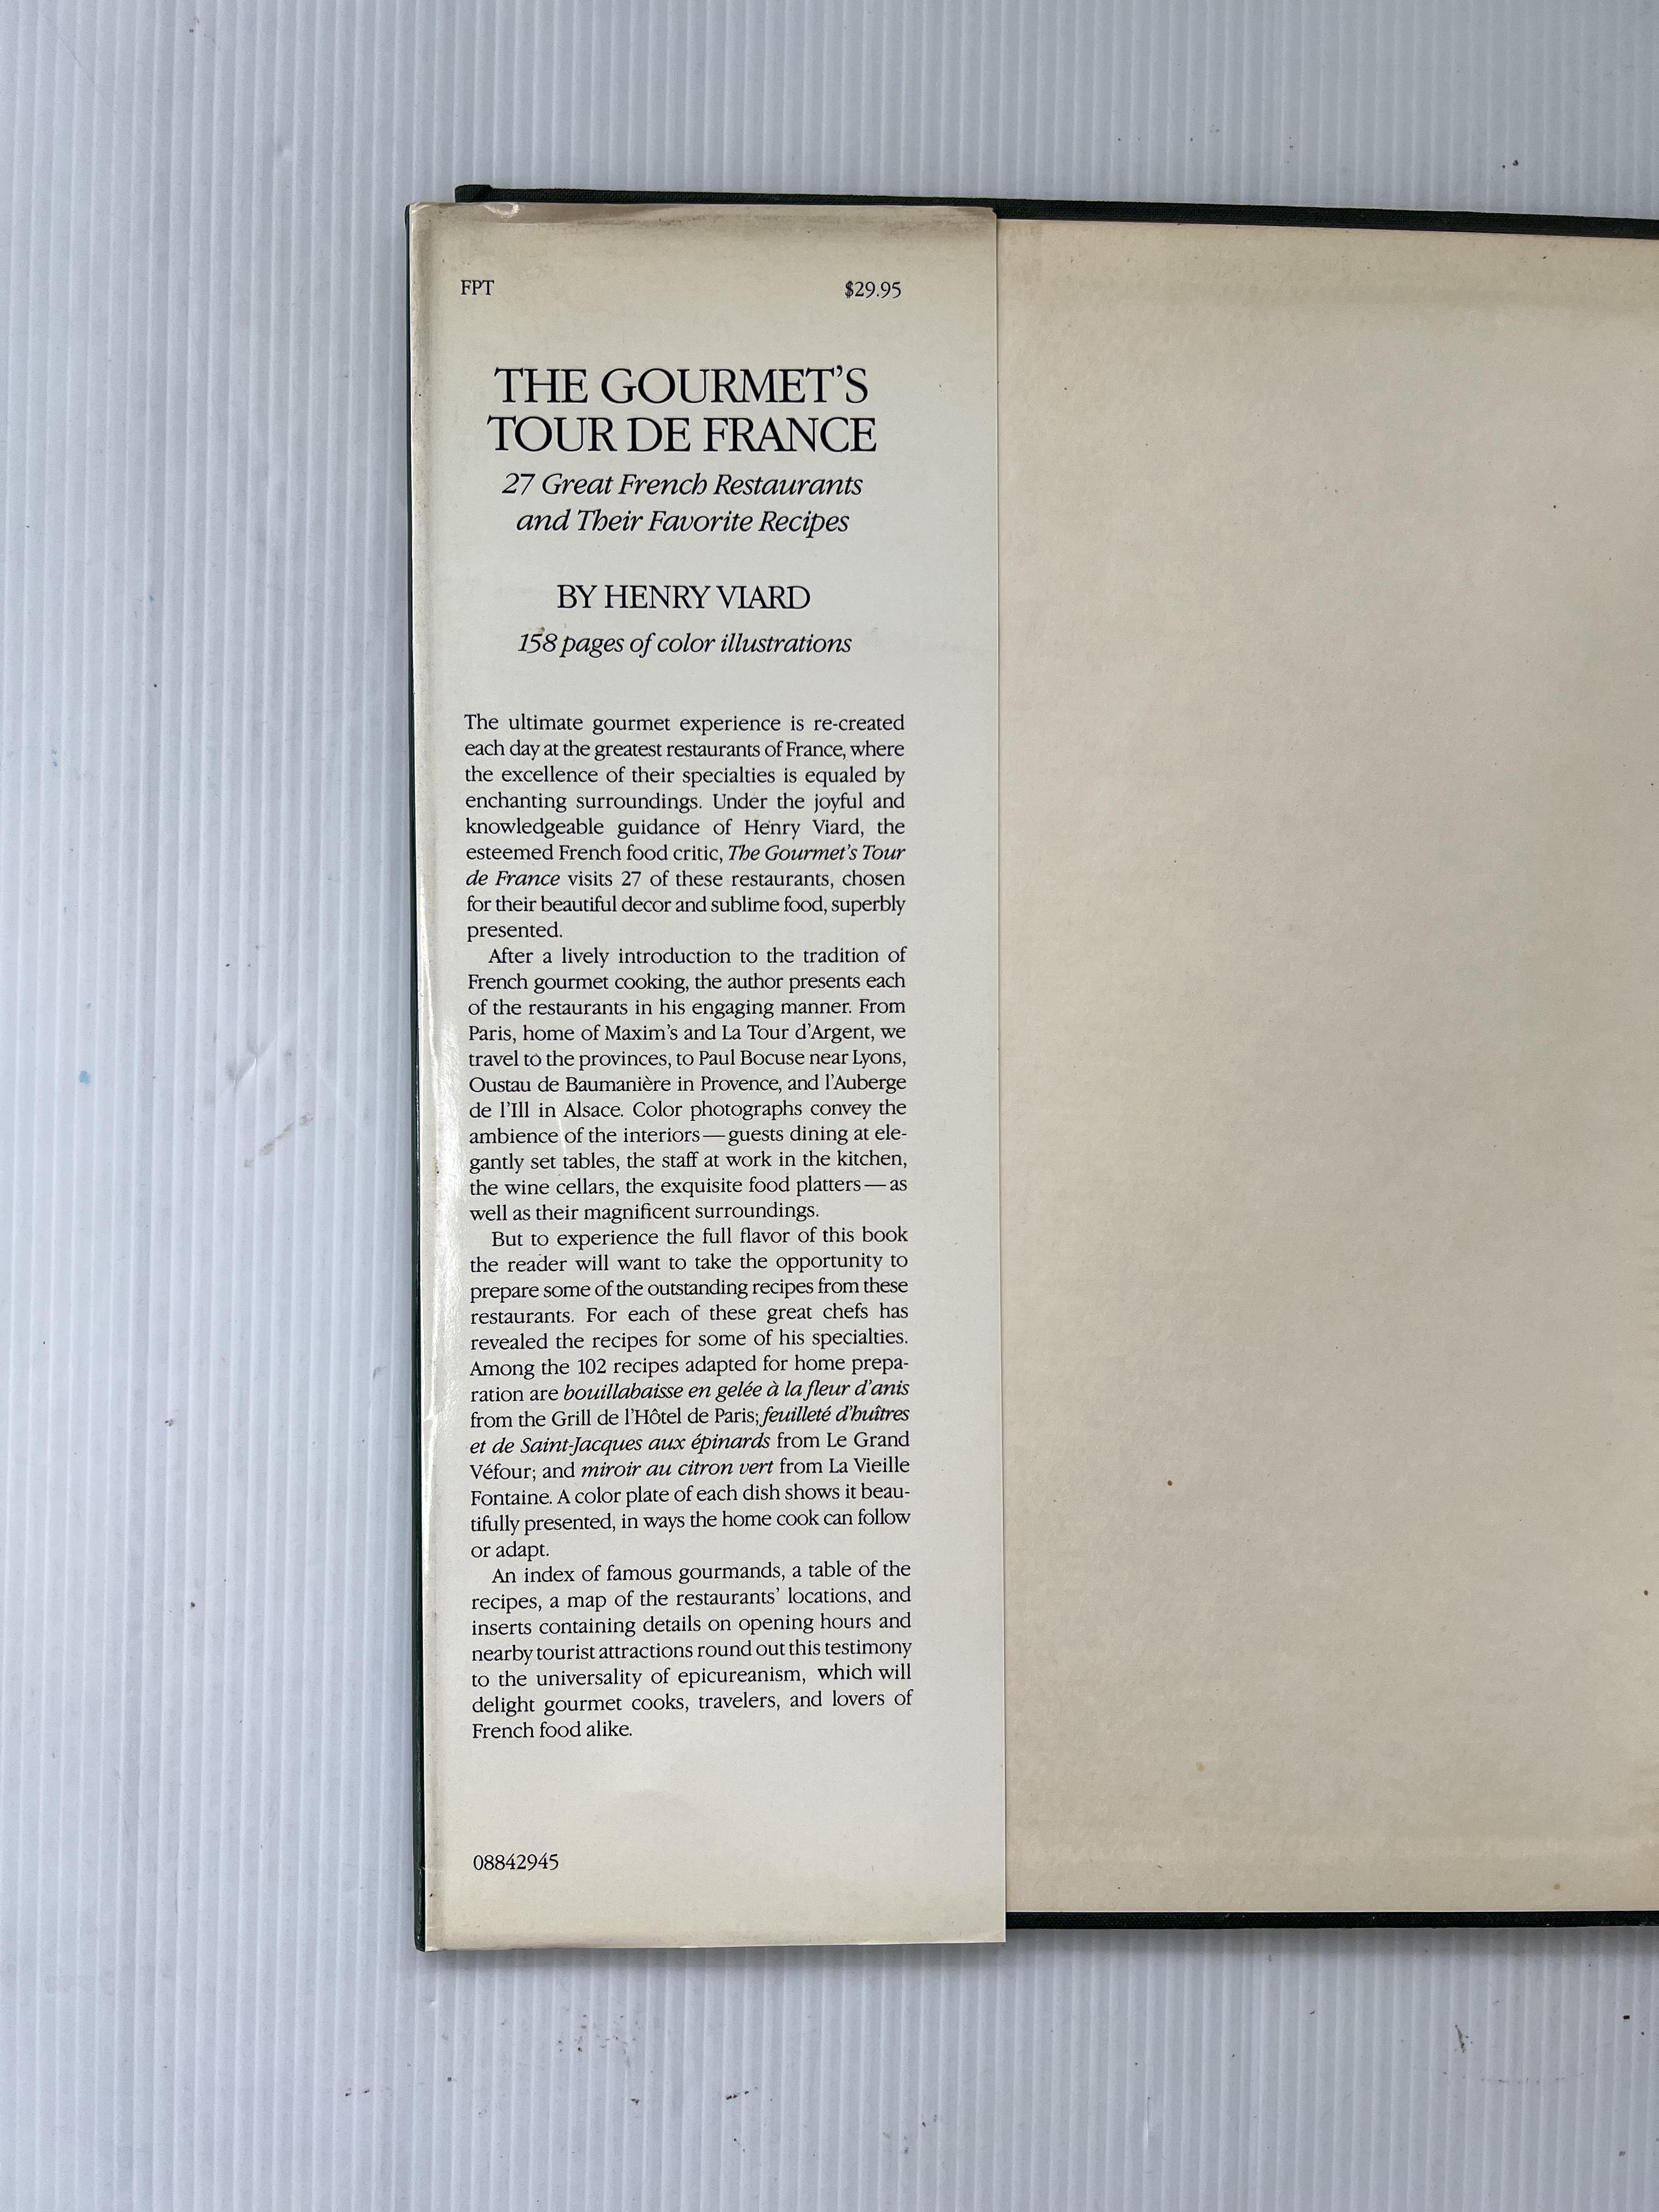 FPT $29.95
THE GOURMET'S
TOUR DE FRANCE
27 Great French Restaurants
and Their Favorite Recipes
BY HENRY VIARD
158 pages of color illustrations
The ultimate gourmet experience is re-created
each day at the greatest restaurants of France, where
the excellence of their specialties is equaled by
enchanting surroundings. Under the joyful and
knowledgeable guidance of Henry Viard, the
esteemed French food critic, The Gourmet's Tour
de France visits 27 of these restaurants, chosen
for their beautiful decor and sublime food, superbly
presented.
After a lively introduction to the tradition of
French gourmet cooking, the author presents each
of the restaurants in his engaging manner. From
Paris, home of Maxim's and La Tour d'Argent, we
travel to the provinces, to Paul Bocuse near Lyons,
Oustau de Baumanière in Provence, and l'Auberge
de l'Ill in Alsace. Color photographs convey the
ambience of the interiors—guests dining at ele-
gantly set tables, the staff at work in the kitchen,
the wine cellars, the exquisite food platters—as
well as their magnificent surroundings.
But to experience the full flavor of this book
the reader will want to take the opportunity to
prepare some of the outstanding recipes from these
restaurants. For each of these great chefs has
revealed the recipes for some of his specialties.
Among the 102 recipes adapted for home prepa-
ration are bouillabaisse en gelée à la fleur d'anis
from the Grill de l'Hôtel de Paris; feuilleté d'huîtres
et de Saint-Jacques aux épinards from Le Grand
Véfour; and miroir au citron vert from La Vieille
Fontaine. A color plate of each dish shows it beau-
tifully presented, in ways the home cook can follow
or adapt.
An index of famous gourmands, a table of the
recipes, a map of the restaurants' locations, and
inserts containing details on opening hours and
nearby tourist attractions round out this testimony
to the universality of epicureanism, which will
delight gourmet cooks, travelers, and lovers of
French food alike.
08842945